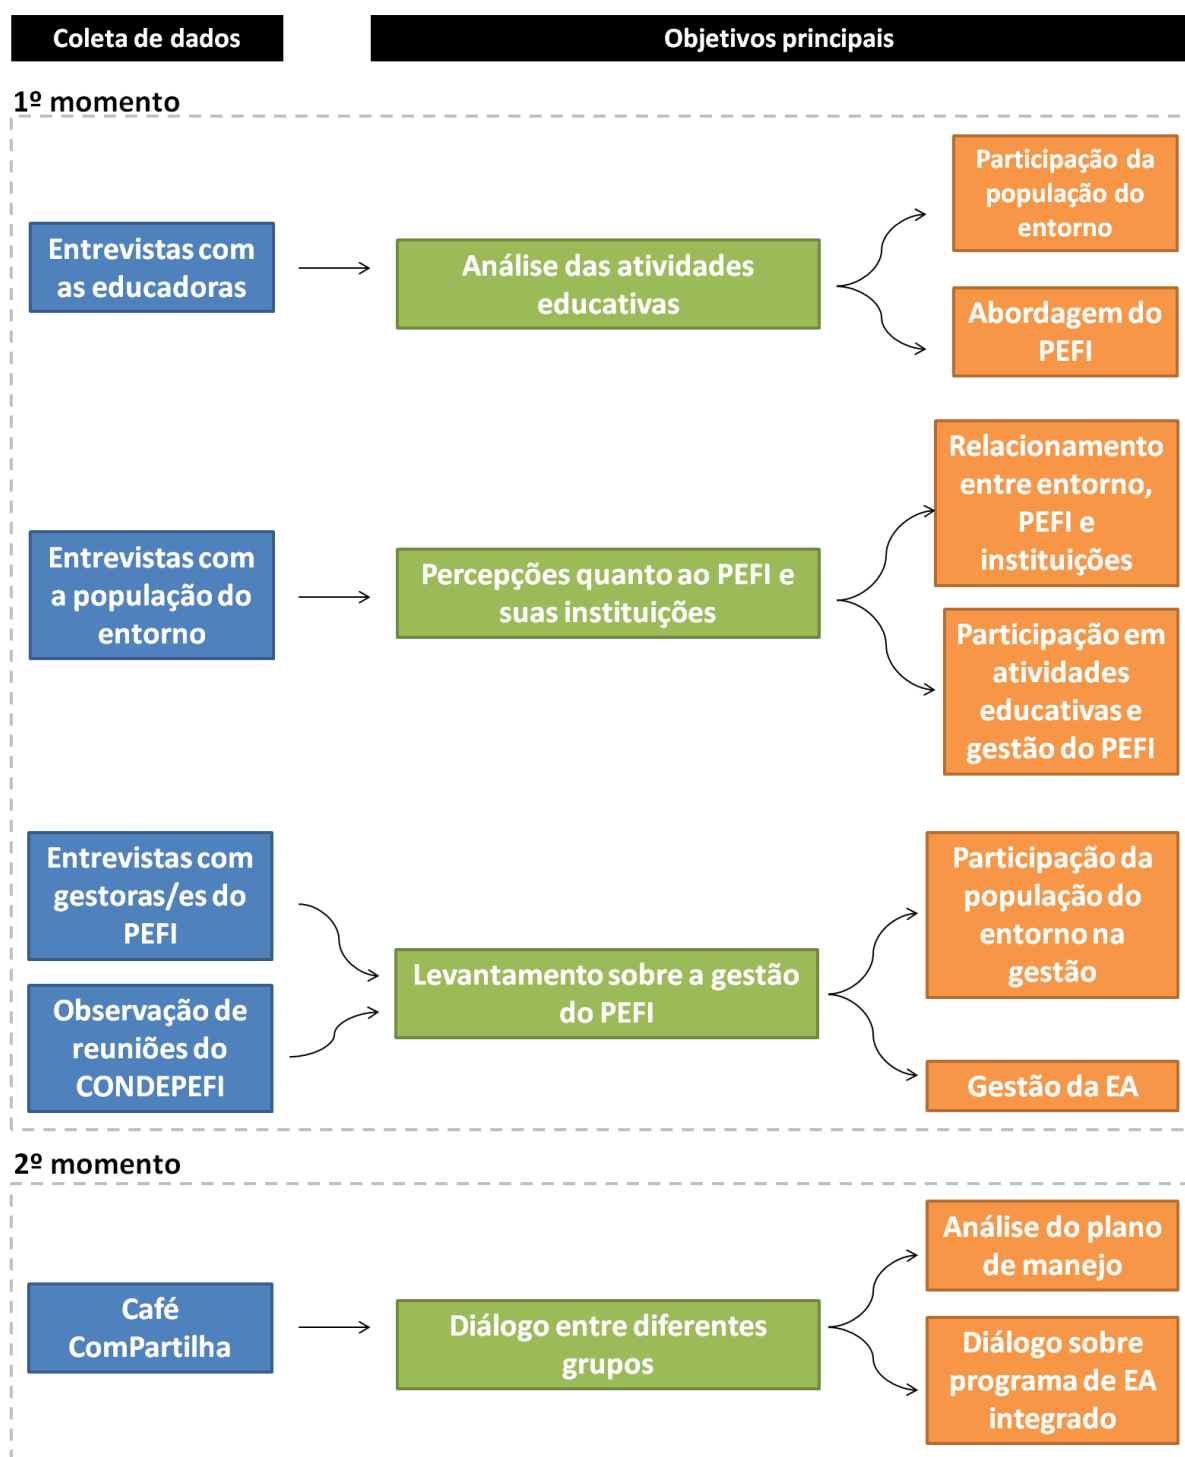 Coleta de dados
Objetivos principais
1º momento
Entrevistas com
as educadoras
Análise das atividades
educativas
Participação da
população do
entorno
Abordagem do
PEFI
Entrevistas com
a população do
entorno
Percepções quanto ao PEFI e
suas instituições
Relacionamento
entre entorno,
PEFI e
instituições
Participação em
atividades
educativas e
gestão do PEFI
Entrevistas com
gestoras/es do
PEFI
Observação de
reuniões do
CONDEPEFI
Levantamento sobre a gestão
do PEFI
Participação da
população do
entorno na
gestão
Gestão da EA
2º momento
Café
ComPartilha
Diálogo entre diferentes
grupos
Análise do plano
de manejo
Diálogo sobre
programa de EA
integrado